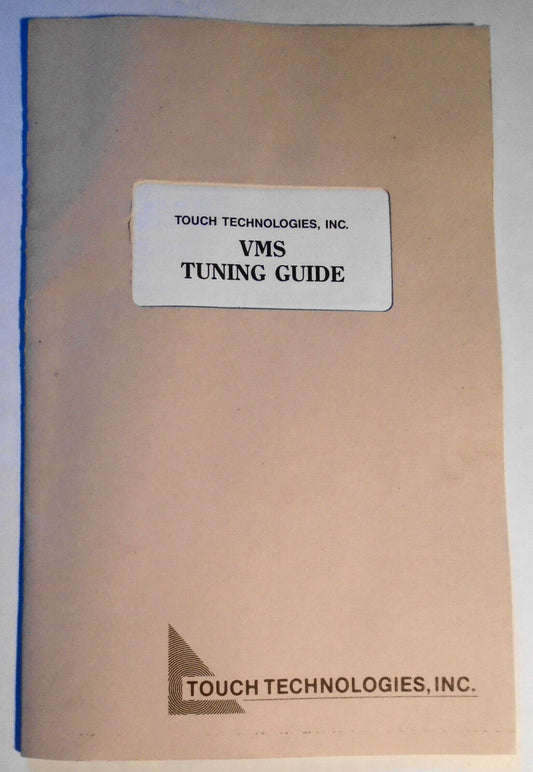 TOUCH TECHNOLOGIES, INC.
VMS
TUNING GUIDE
TOUCH TECHNOLOGIES, INC.